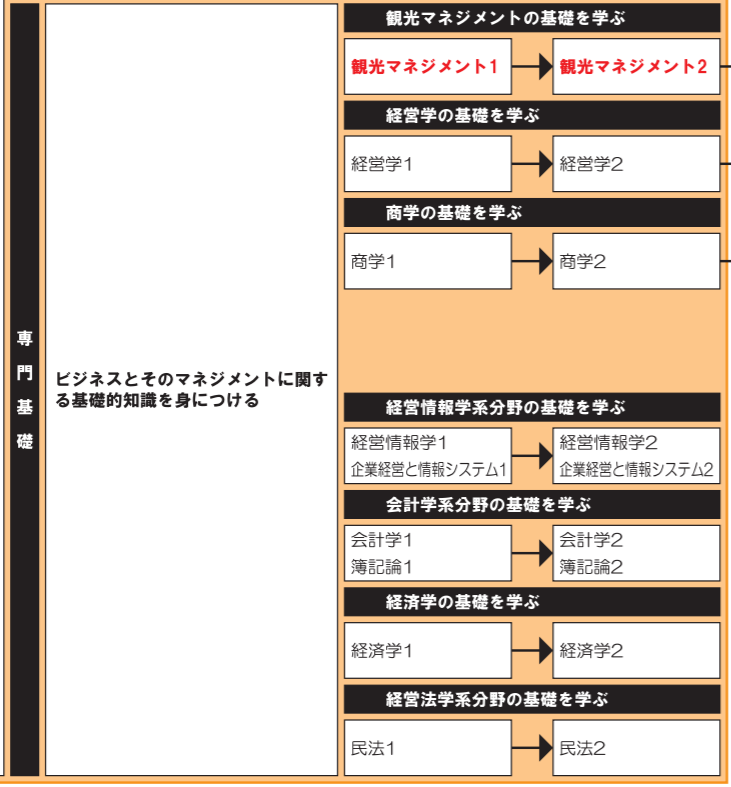 専門基礎
ビジネスとそのマネジメントに関す
る基礎的知識を身につける
観光マネジメントの基礎を学ぶ
観光マネジメント1
観光マネジメント2
経営学の基礎を学ぶ
経営学1
経営学2
商学の基礎を学ぶ
商学1
商学2
経営情報学系分野の基礎を学ぶ
経営情報学1
企業経営と情報システム1
経営情報学2
企業経営と情報システム2
会計学系分野の基礎を学ぶ
会計学1
簿記論1
会計学2
簿記論2
経済学の基礎を学ぶ
経済学1
経済学2
経営法学系分野の基礎を学ぶ
民法1
民法2